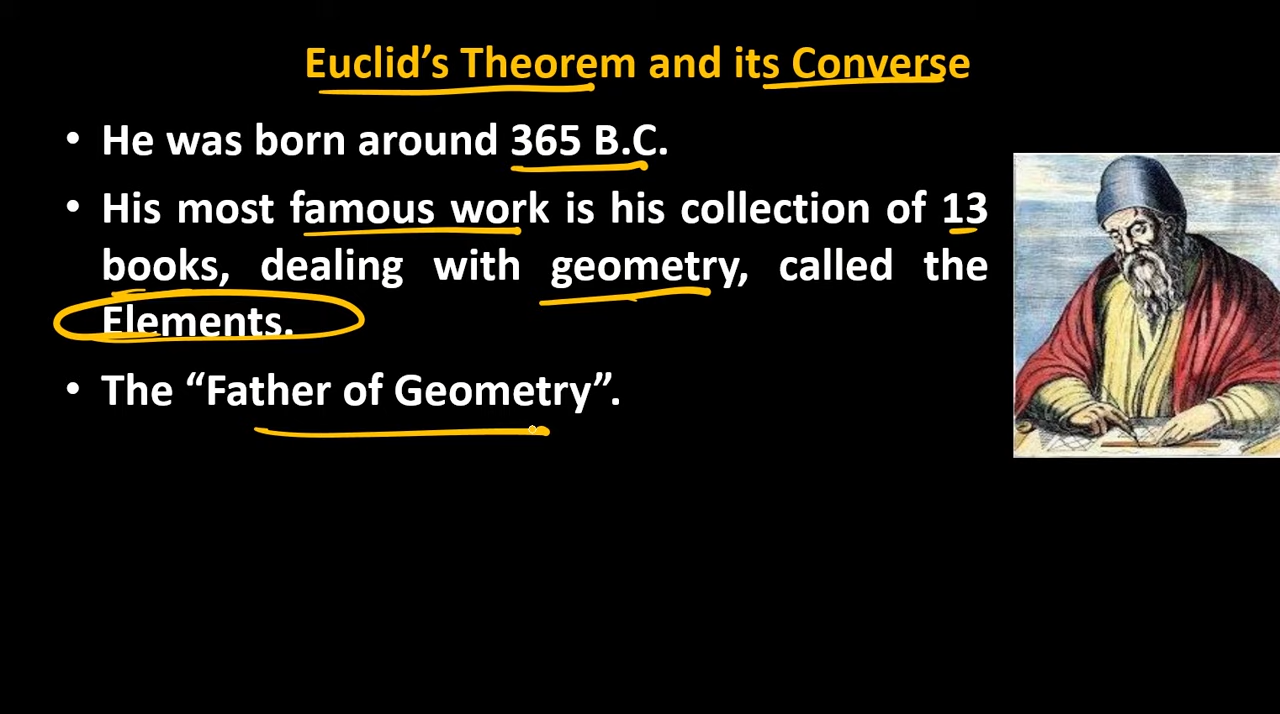 Euclid’s Theorem and its Converse
• He was born around 365 B.C.
• His most famous work is his collection of 13
books, dealing with geometry, called the
Elements.
• The “Father of Geometry”.